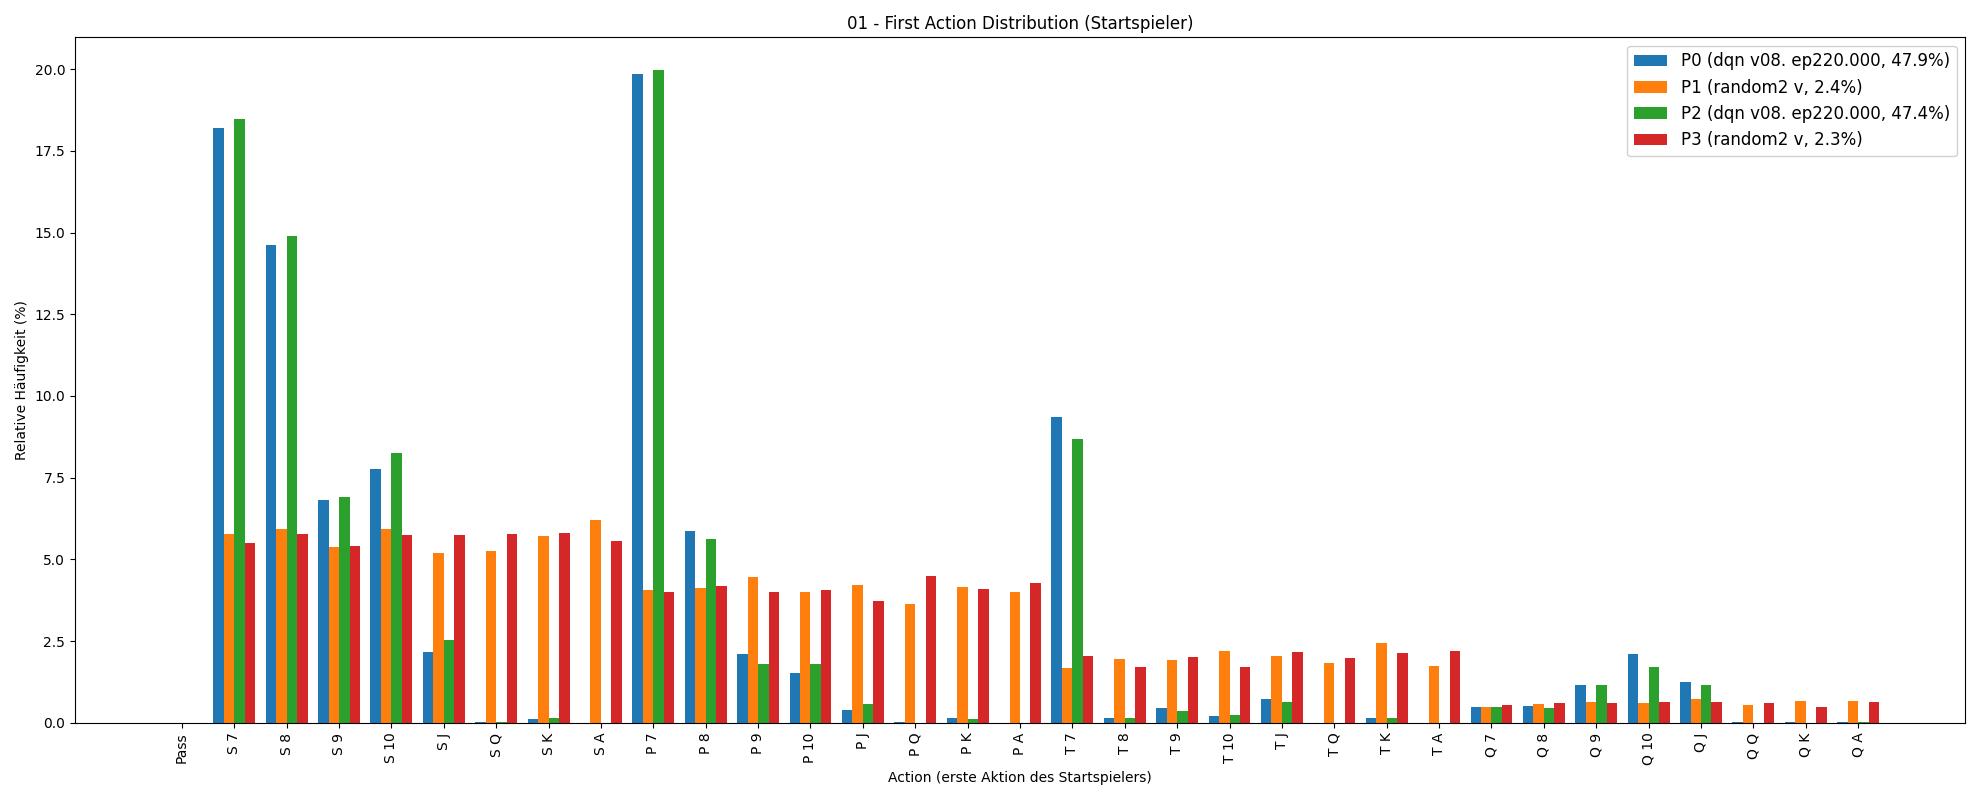 01 - First Action Distribution (Startspieler)
P0 (dqn v08. ep220.000, 47.9%)
P1 (random2 v, 2.4%)
P2 (dqn v08. ep220.000, 47.4%)
P3 (random2 v, 2.3%)
Relative Häufigkeit (%)
20.0
17.5
15.0
12.5
10.0
7.5
5.0
2.5
0.0
Pass
S 7
S 8
S 9
S 10
S J
S Q
S K
S A
P 7
P 8
P 9
P 10
P J
P Q
P K
P A
T 7
T 8
T 9
T 10
T J
T Q
T K
T A
Q 7
Q 8
Q 9
Q 10
Q J
Q Q
Q K
Q A
Action (erste Aktion des Startspielers)